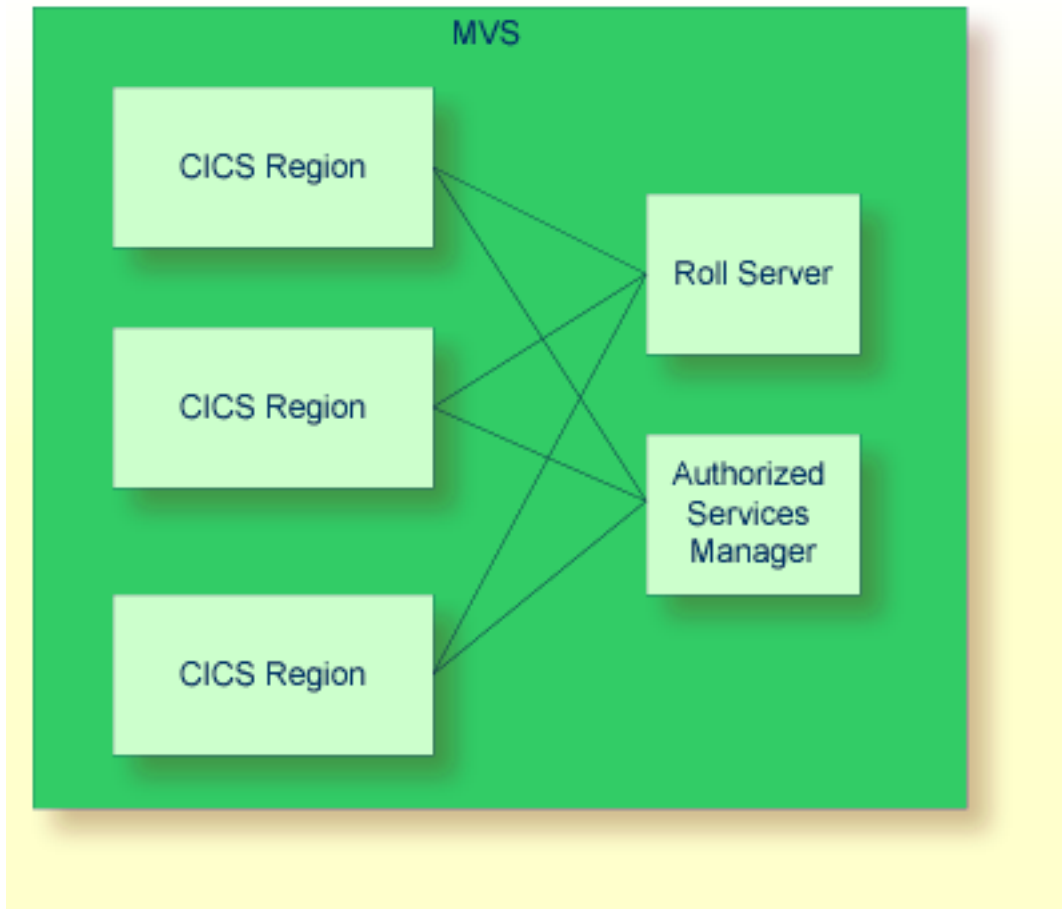 MVS
CICS Region
Roll Server
CICS Region
Authorized
Services
Manager
CICS Region